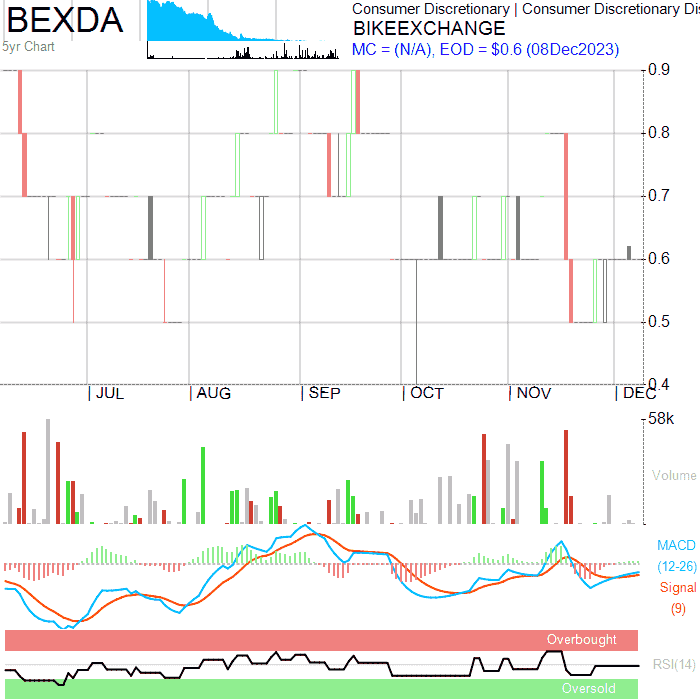 BEXDA
5yr Chart
Consumer Discretionary | Consumer Discretionary Dis
BIKEEXCHANGE
MC = (N/A), EOD = $0.6 (08Dec2023)
0.9
0.8
0.7
0.6
0.5
0.4
JUL AUG SEP OCT NOV DEC
58k
Volume
MACD
(12-26)
Signal
(9)
Overbought
RSI(14)
Oversold